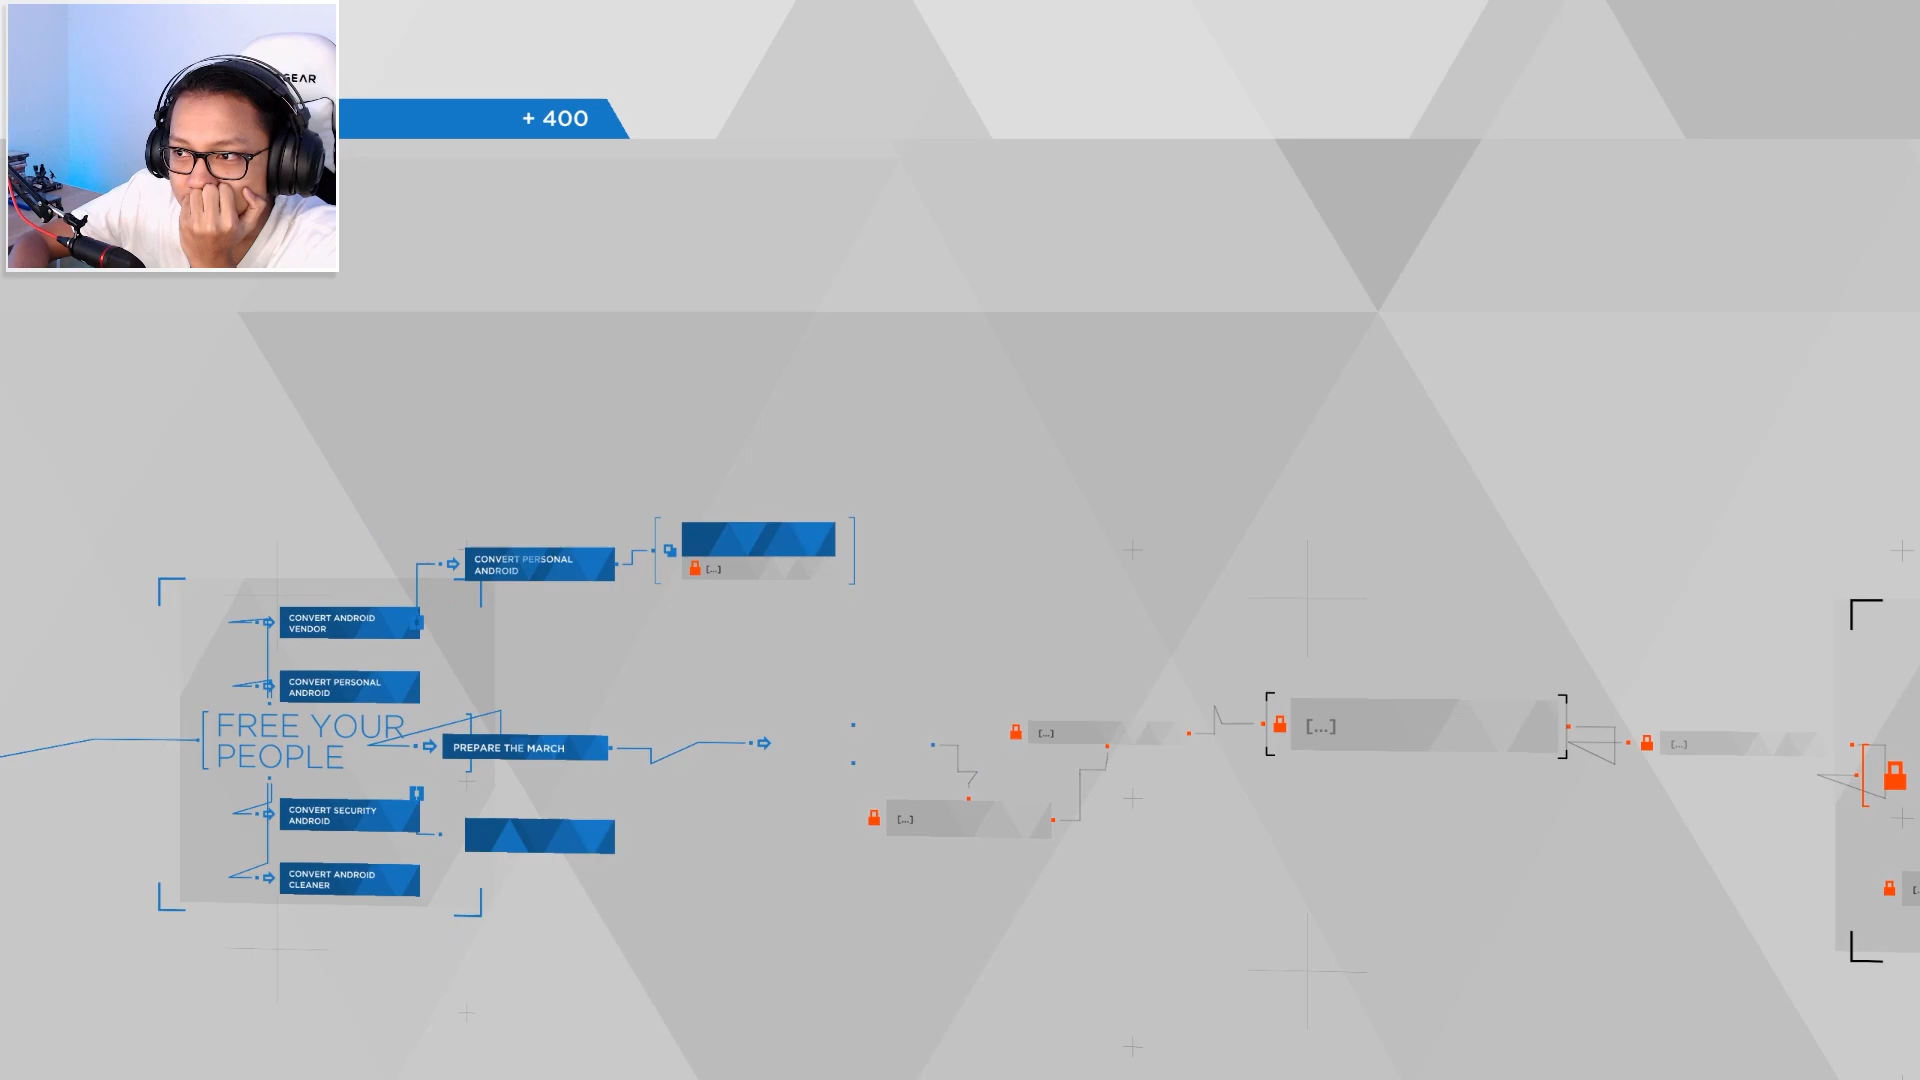 GEAR
+ 400
CONVERT PERSONAL
ANDROID
[...]
CONVERT ANDROID
VENDOR
CONVERT PERSONAL
ANDROID
FREE YOUR
PEOPLE
PREPARE THE MARCH
[...]
[...]
[...]
CONVERT SECURITY
ANDROID
[...]
CONVERT ANDROID
CLEANER